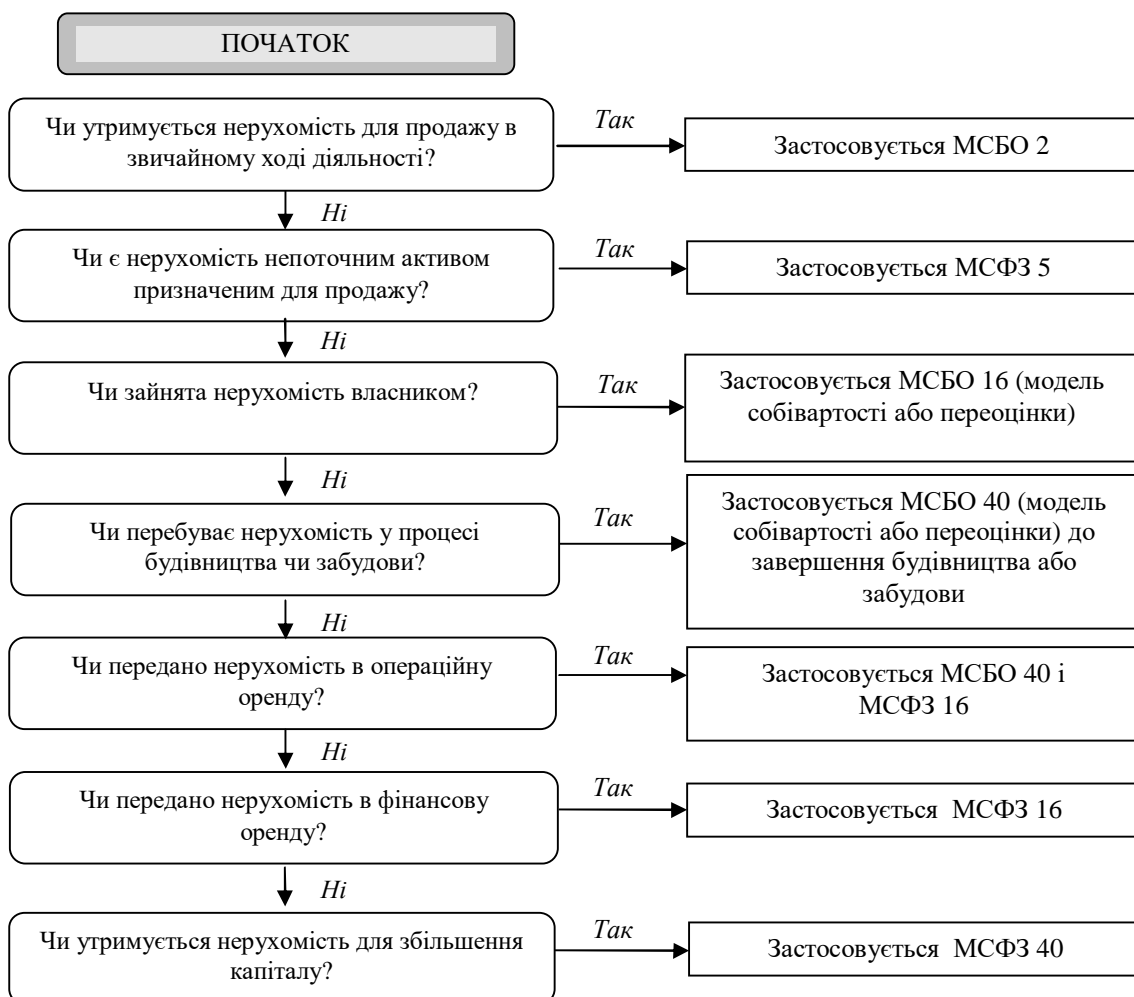 ПОЧАТОК
Чи утримується нерухомість для продажу в
звичайному ході діяльності?
Так
Застосовується МСБО 2
Ні
Чи є нерухомість непоточним активом
призначеним для продажу?
Так
Застосовується МСФЗ 5
Ні
Чи зайнята нерухомість власником?
Так
Застосовується МСБО 16 (модель
собівартості або переоцінки)
Ні
Чи перебуває нерухомість у процесі
будівництва чи забудови?
Так
Застосовується МСБО 40 (модель
собівартості або переоцінки) до
завершення будівництва або
забудови
Ні
Чи передано нерухомість в операційну
оренду?
Так
Застосовується МСБО 40 і
МСФЗ 16
Ні
Чи передано нерухомість в фінансову
оренду?
Так
Застосовується МСФЗ 16
Ні
Чи утримується нерухомість для збільшення
капіталу?
Так
Застосовується МСФЗ 40